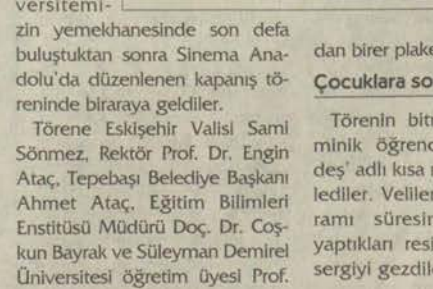 versitemi-
zin yemekhanesinde son defa
buluştuktan sonra Sinema Ana-
dolu'da düzenlenen kapanış tö-
reninde biraraya geldiler.
Törene Eskişehir Valisi Sami
Sönmez, Rektör Prof. Dr. Engin
Ataç, Tepebaşı Belediye Başkanı
Ahmet Ataç, Eğitim Bilimleri
Enstitüsü Müdürü Doç. Dr. Coş-
kun Bayrak ve Süleyman Demirel
Üniversitesi öğretim üyesi Prof.
dan birer plake
Çocuklara so
Törenin bit
minik öğrenc
deş' adlı kısa
lediler. Veliler
ramı süresir
yaptıkları resi
sergiyi gezdil